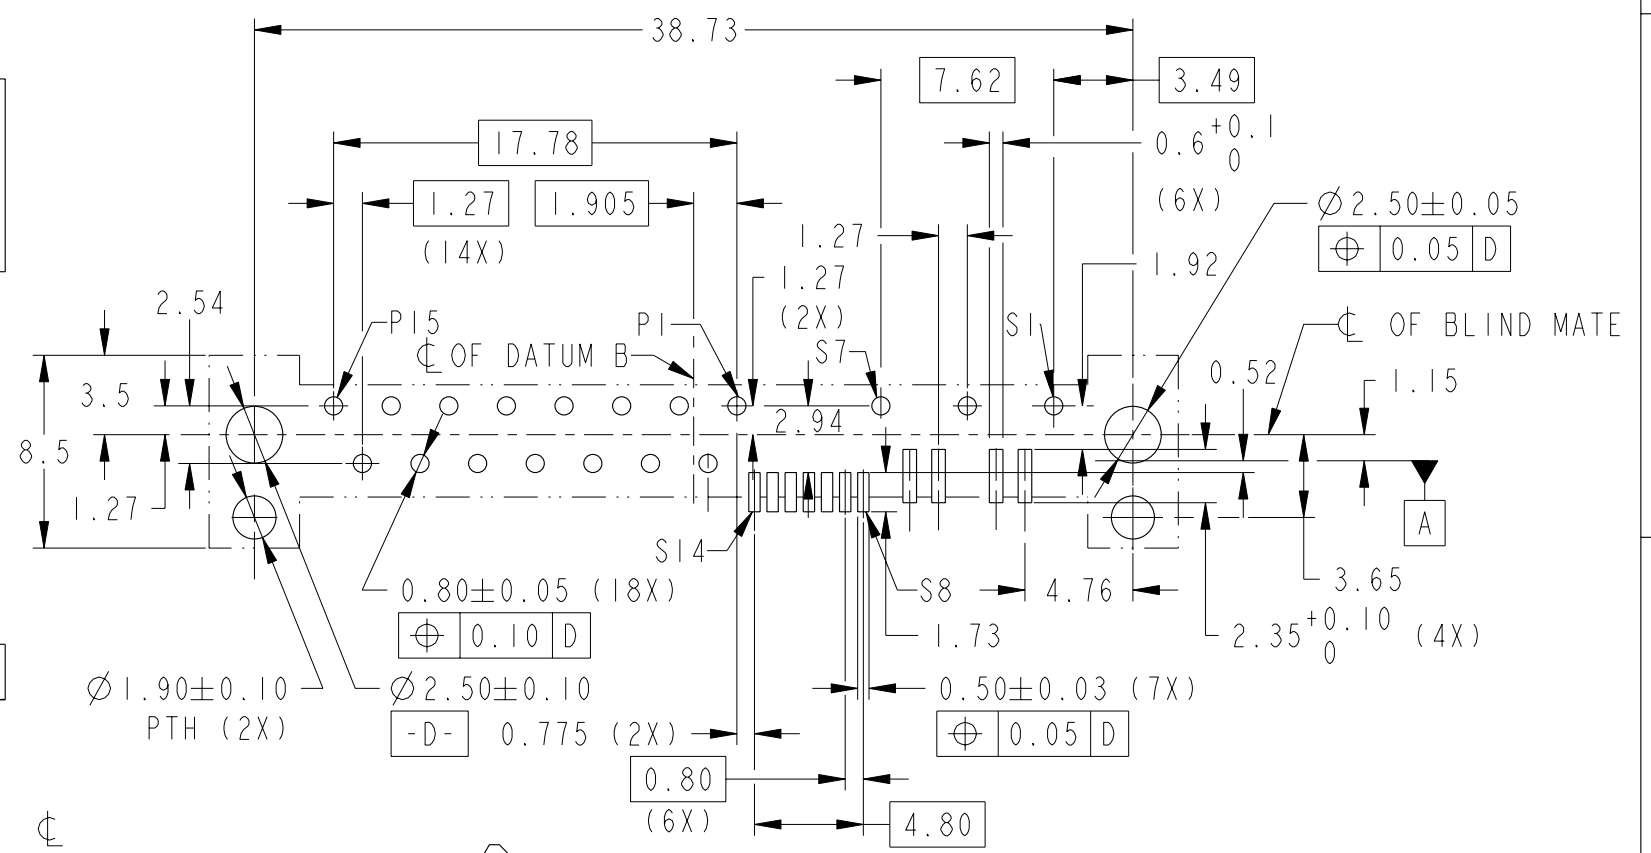 38.73
7.62
3.49
17.78
0.6 +0.1
0
(6X)
1.27
1.905
(14X)
Ø2.50±0.05
⌖ 0.05 D
1.27
1.27
(2X)
1.92
2.54
P15
P1
S7
S1
℄ OF BLIND MATE
℄ OF DATUM B
0.52
1.15
3.5
2.94
8.5
1.27
A
S14
S8
4.76
3.65
0.80±0.05 (18X)
⌖ 0.10 D
1.73
2.35 +0.10
0
(4X)
Ø1.90±0.10
PTH (2X)
Ø2.50±0.10
-D-
0.775 (2X)
0.50±0.03 (7X)
⌖ 0.05 D
0.80
(6X)
4.80
℄